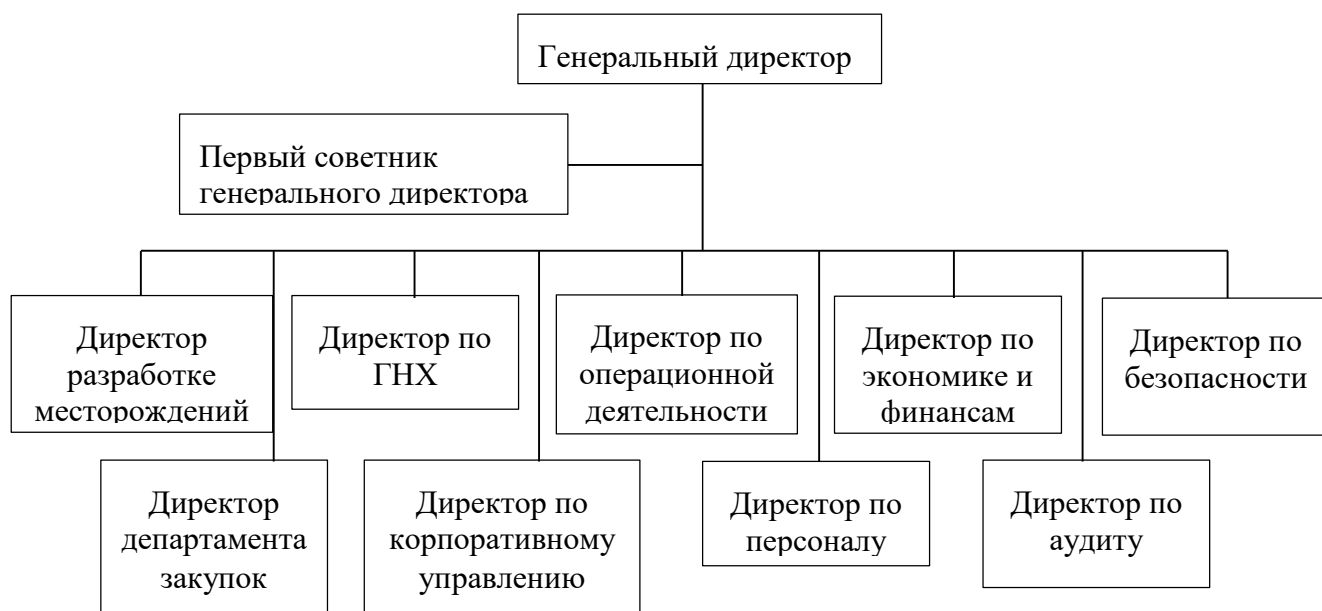 Генеральный директор
Первый советник
генерального директора
Директор
разработке
месторождений
Директор по
ГНХ
Директор по
операционной
деятельности
Директор по
экономике и
финансам
Директор по
безопасности
Директор
департамента
закупок
Директор по
корпоративному
управлению
Директор по
персоналу
Директор по
аудиту